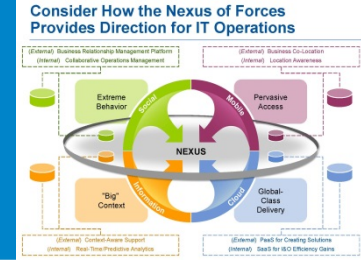 Consider How the Nexus of Forces
Provides Direction for IT Operations
(External) Business Relationship Management Platform
(Internal) Collaborative Operations Management
(External) Business Co-Location
(Internal) Location Awareness
Extreme
Behavior
Social
Mobile
Pervasive
Access
NEXUS
"Big"
Context
Information
Cloud
Global-
Class
Delivery
(External) Context-Aware Support
(Internal) Real-Time Predictive Analytics
(External) PaaS for Creating Solutions
(Internal) SaaS for I&O Efficiency Gains